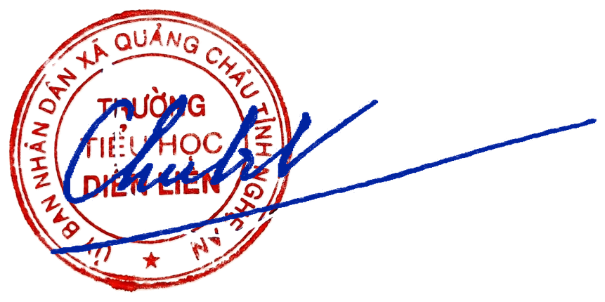 ỦY BAN NHÂN DÂN XÃ QUẢNG CHÂU TỈNH NGHỆ AN
TRƯỜNG
TIỂU HỌC
DIỄN LIÊN